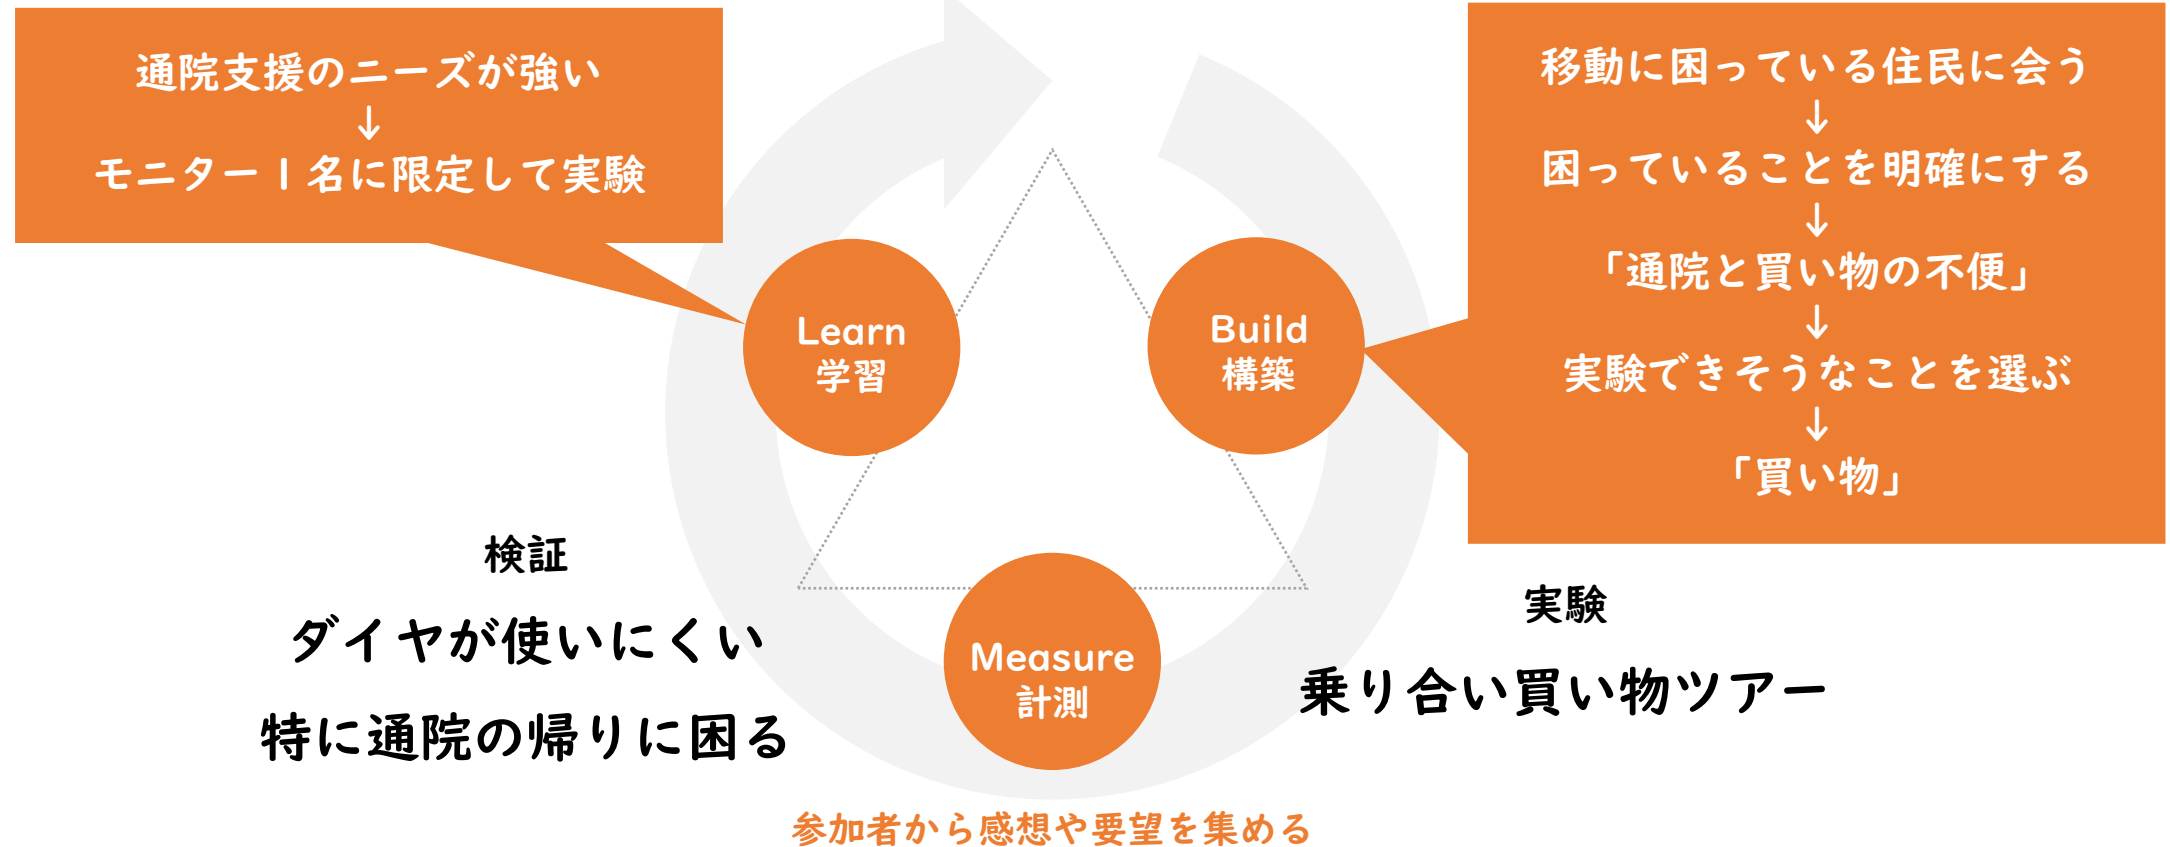 通院支援のニーズが強い
↓
モニター1名に限定して実験
移動に困っている住民に会う
↓
困っていることを明確にする
↓
「通院と買い物の不便」
↓
実験できそうなことを選ぶ
↓
「買い物」
Learn
学習
Build
構築
検証
ダイヤが使いにくい
特に通院の帰りに困る
Measure
計測
実験
乗り合い買い物ツアー
参加者から感想や要望を集める